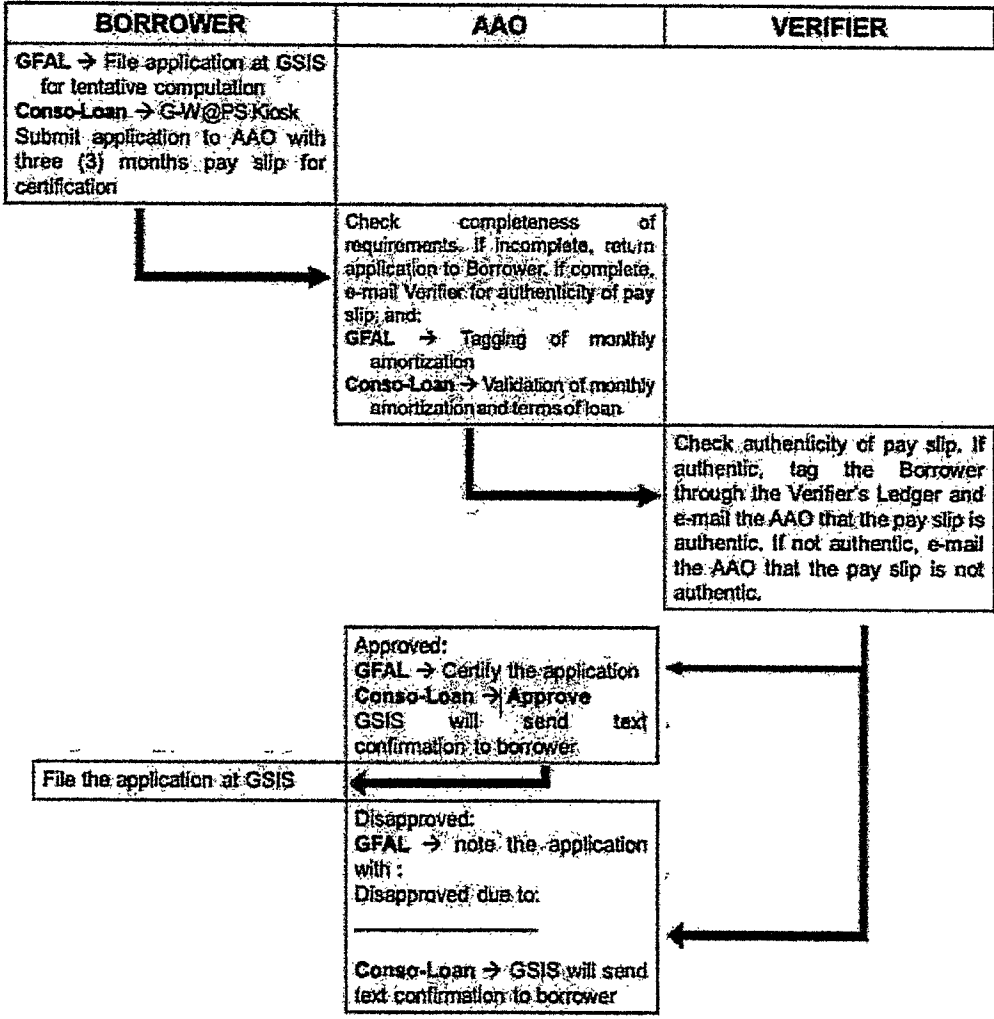 BORROWER
AAO
VERIFIER
GFAL → File application at GSIS
for tentative computation
Conso-Loan → G-W@PS Kiosk
Submit application to AAO with
three (3) months pay slip for
certification
Check completeness of
requirements. If incomplete, return
application to Borrower. If complete,
e-mail Verifier for authenticity of pay
slip; and:
GFAL → Tagging of monthly
amortization
Conso-Loan → Validation of monthly
amortization and terms of loan
Check authenticity of pay slip. If
authentic, tag the Borrower
through the Verifier's Ledger and
e-mail the AAO that the pay slip is
authentic. If not authentic, e-mail
the AAO that the pay slip is not
authentic.
Approved:
GFAL → Certify the application
Conso-Loan → Approve
GSIS will send text
confirmation to borrower
File the application at GSIS
Disapproved:
GFAL → note the application
with :
Disapproved due to:
Conso-Loan → GSIS will send
text confirmation to borrower